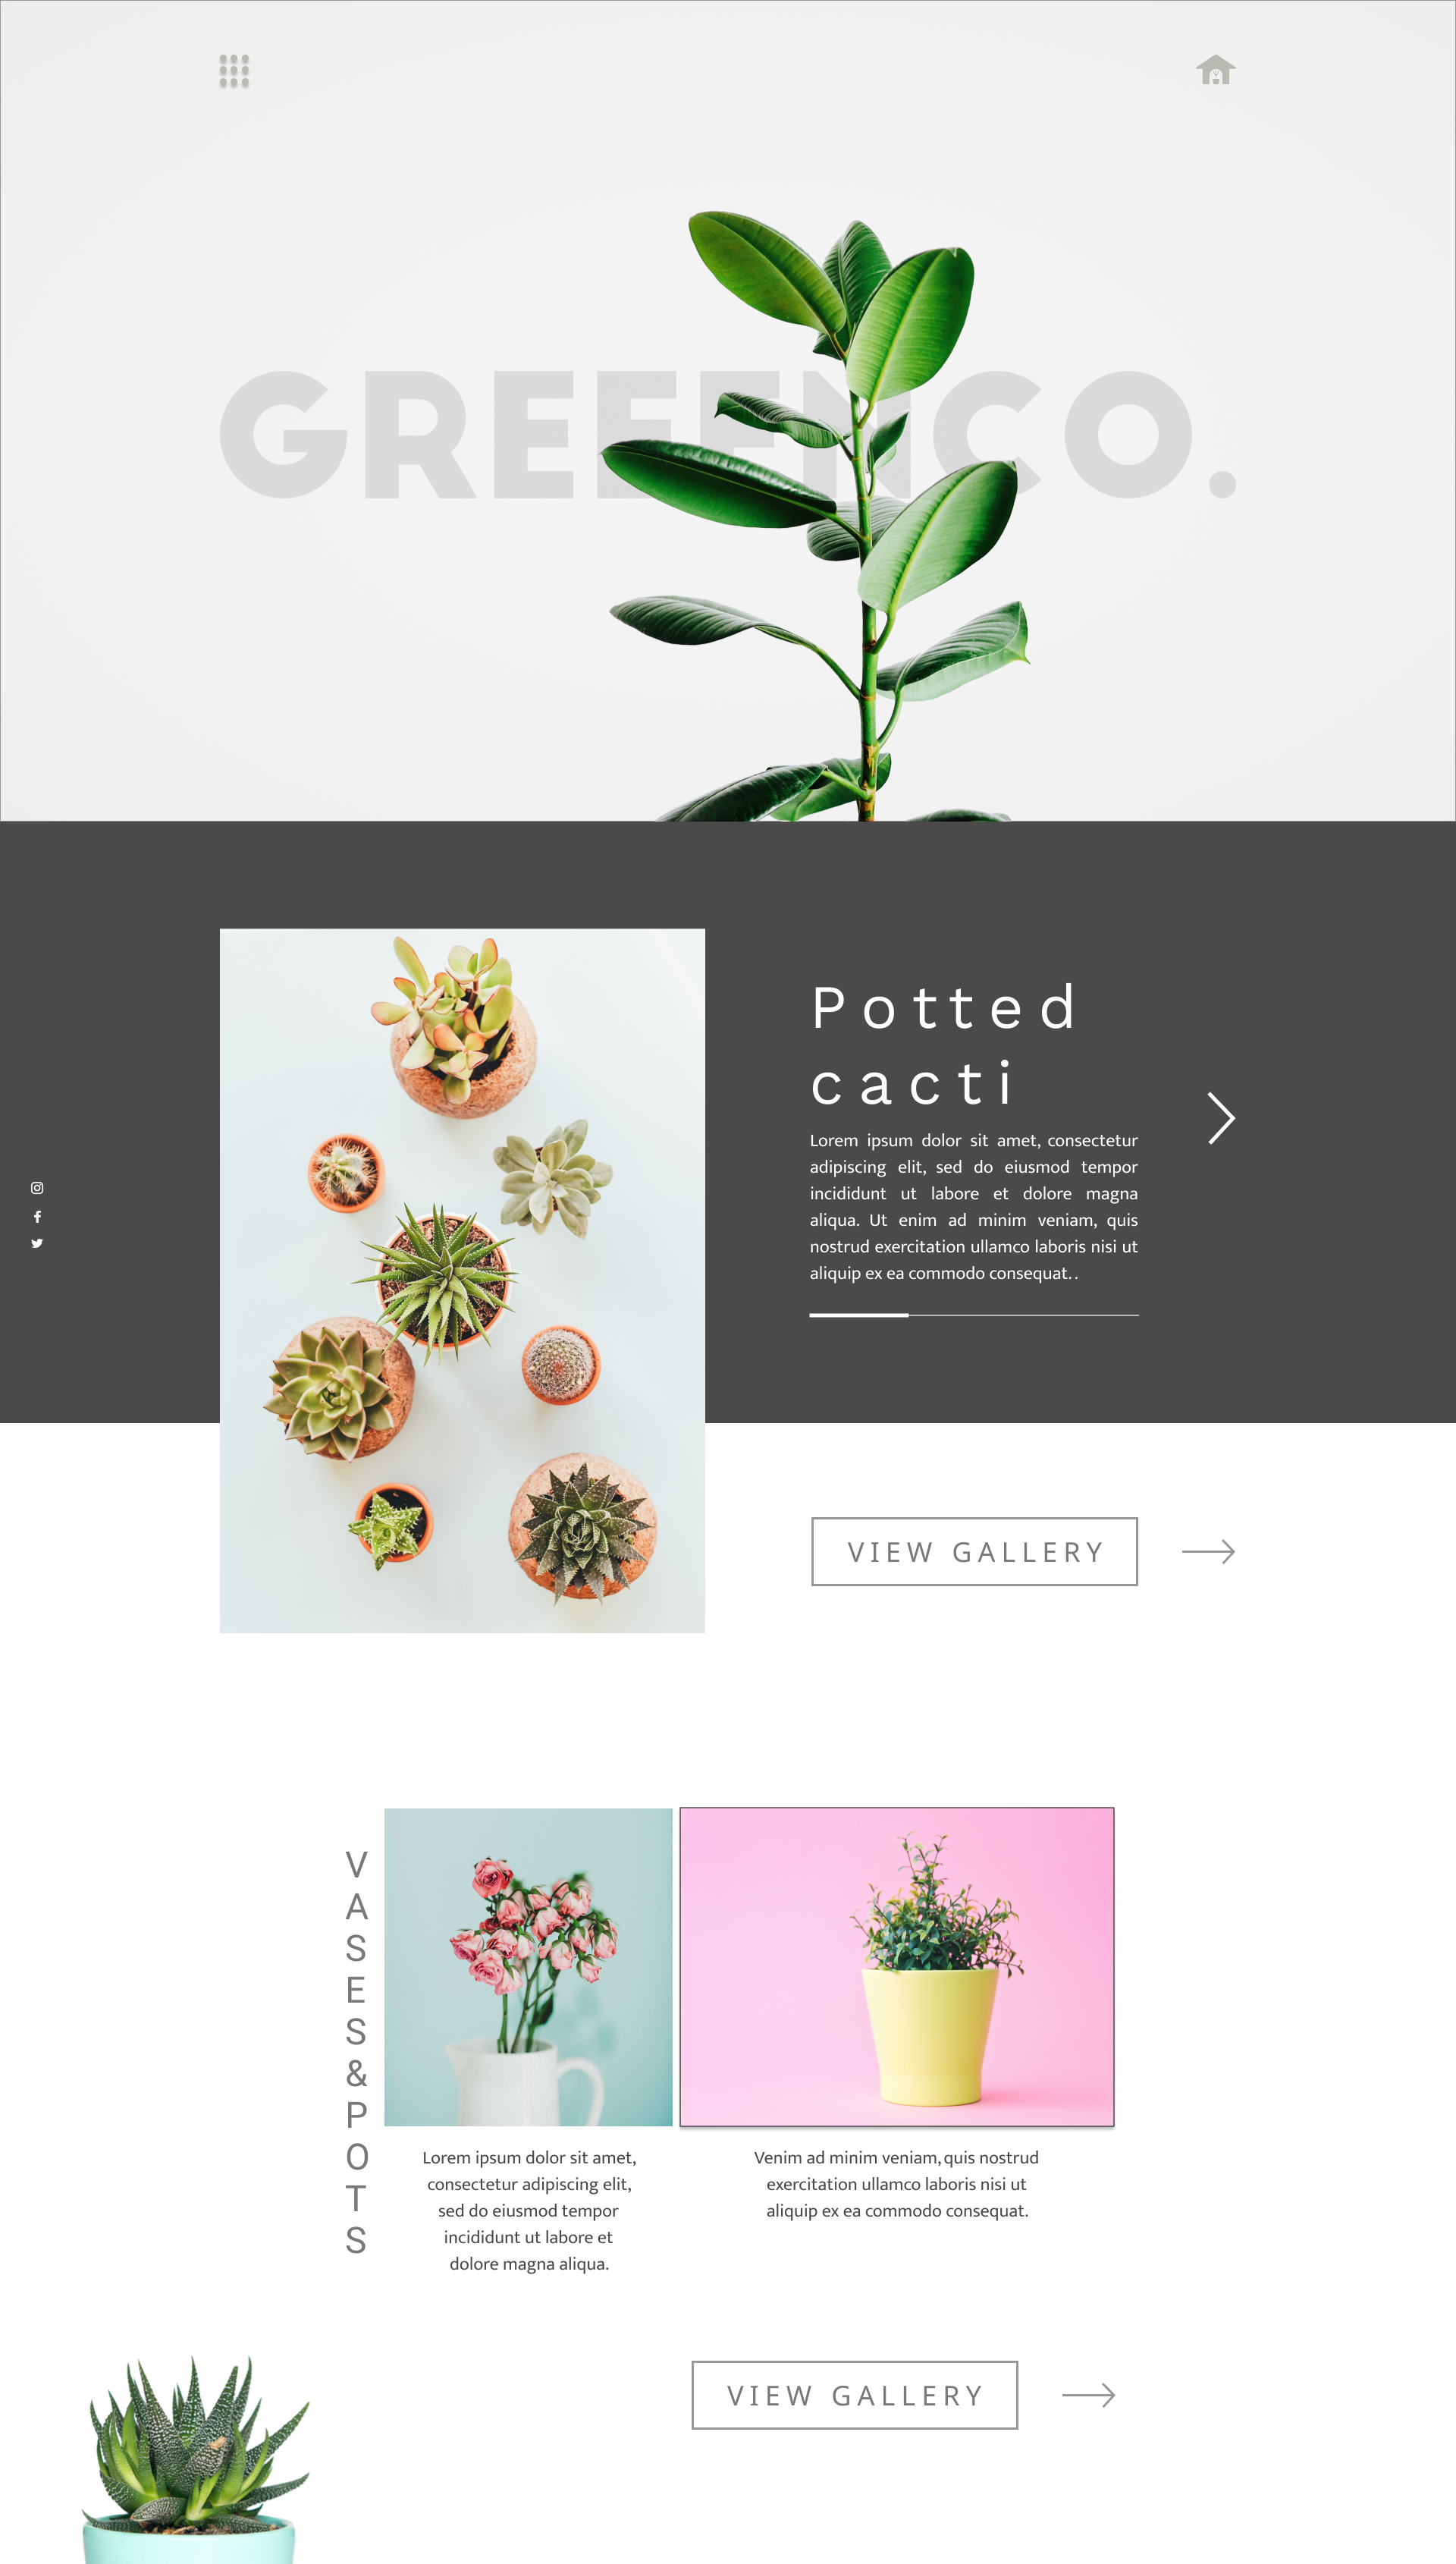 GREEENCO.
Potted
cacti
Lorem ipsum dolor sit amet, consectetur
adipiscing elit, sed do eiusmod tempor
incididunt ut labore et dolore magna
aliqua. Ut enim ad minim veniam, quis
nostrud exercitation ullamco laboris nisi ut
aliquip ex ea commodo consequat..
VIEW GALLERY
V
A
S
E
S
&
P
O
T
S
Lorem ipsum dolor sit amet,
consectetur adipiscing elit,
sed do eiusmod tempor
incididunt ut labore et
dolore magna aliqua.
Venim ad minim veniam, quis nostrud
exercitation ullamco laboris nisi ut
aliquip ex ea commodo consequat.
VIEW GALLERY